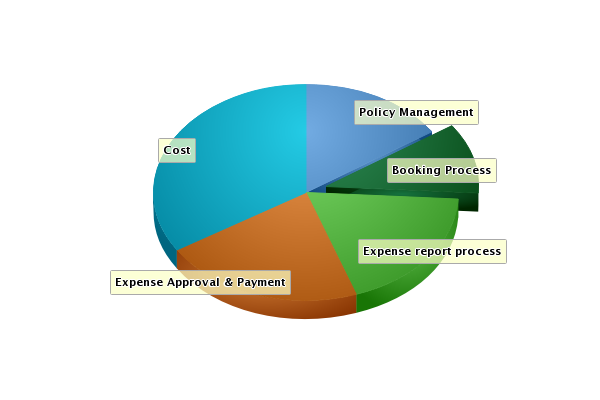 Policy Management
Cost
Booking Process
Expense report process
Expense Approval & Payment